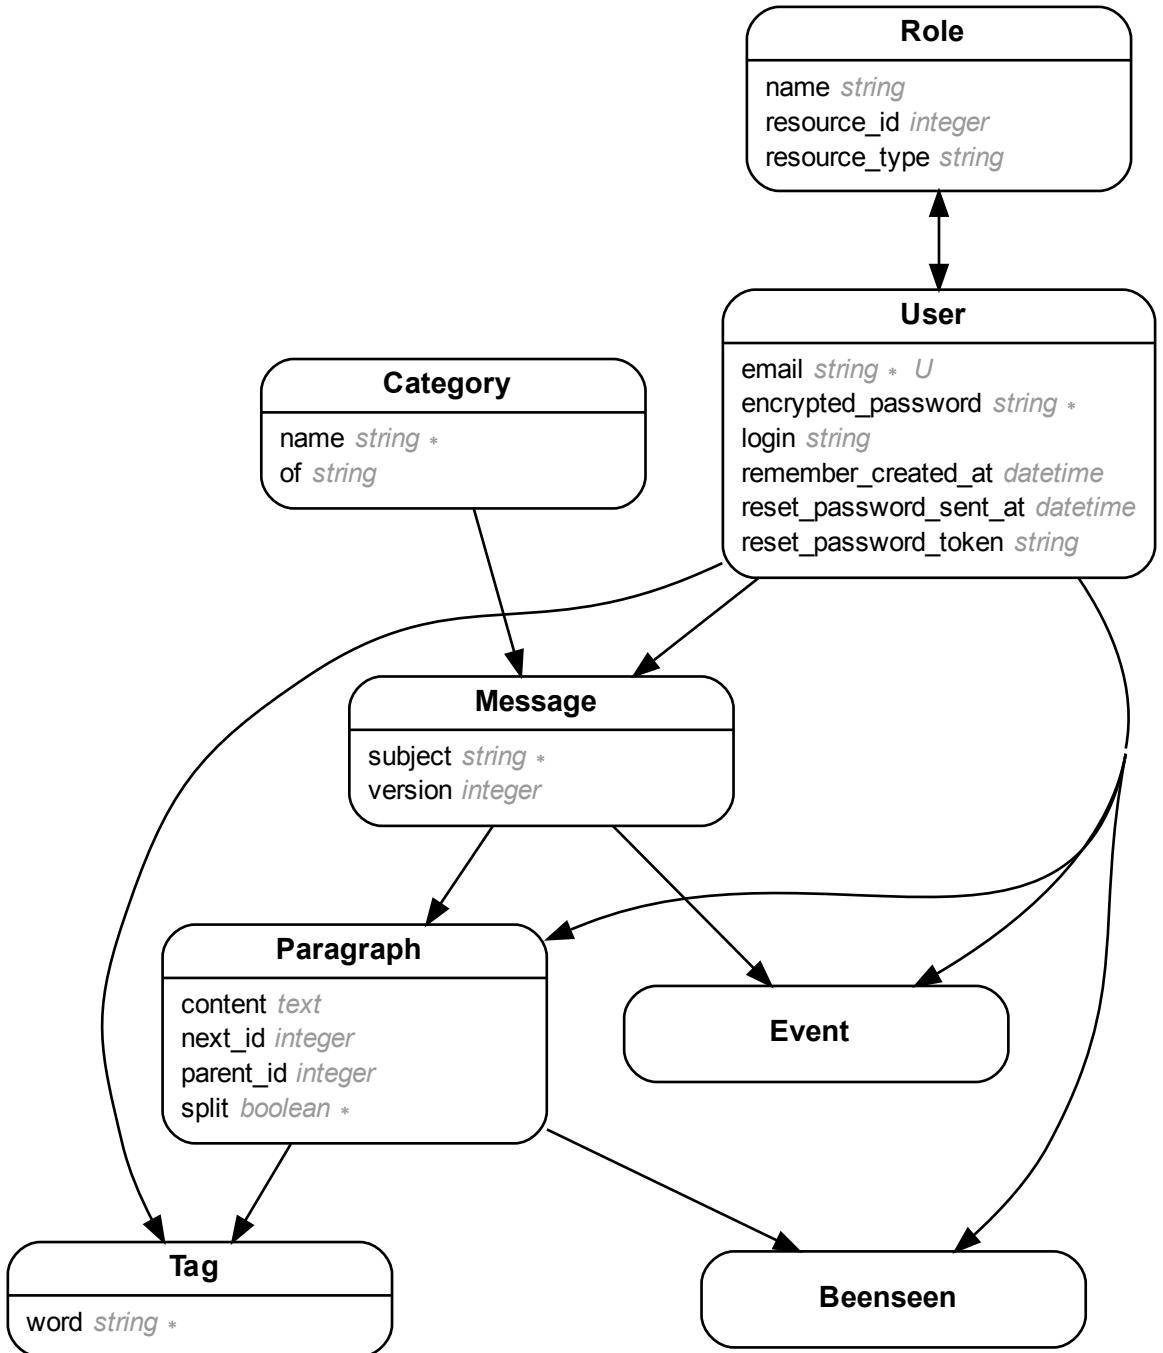 Role
name string
resource_id integer
resource_type string
User
email string * U
encrypted_password string *
login string
remember_created_at datetime
reset_password_sent_at datetime
reset_password_token string
Category
name string *
of string
Message
subject string *
version integer
Paragraph
content text
next_id integer
parent_id integer
split boolean *
Event
Tag
word string *
Beenseen